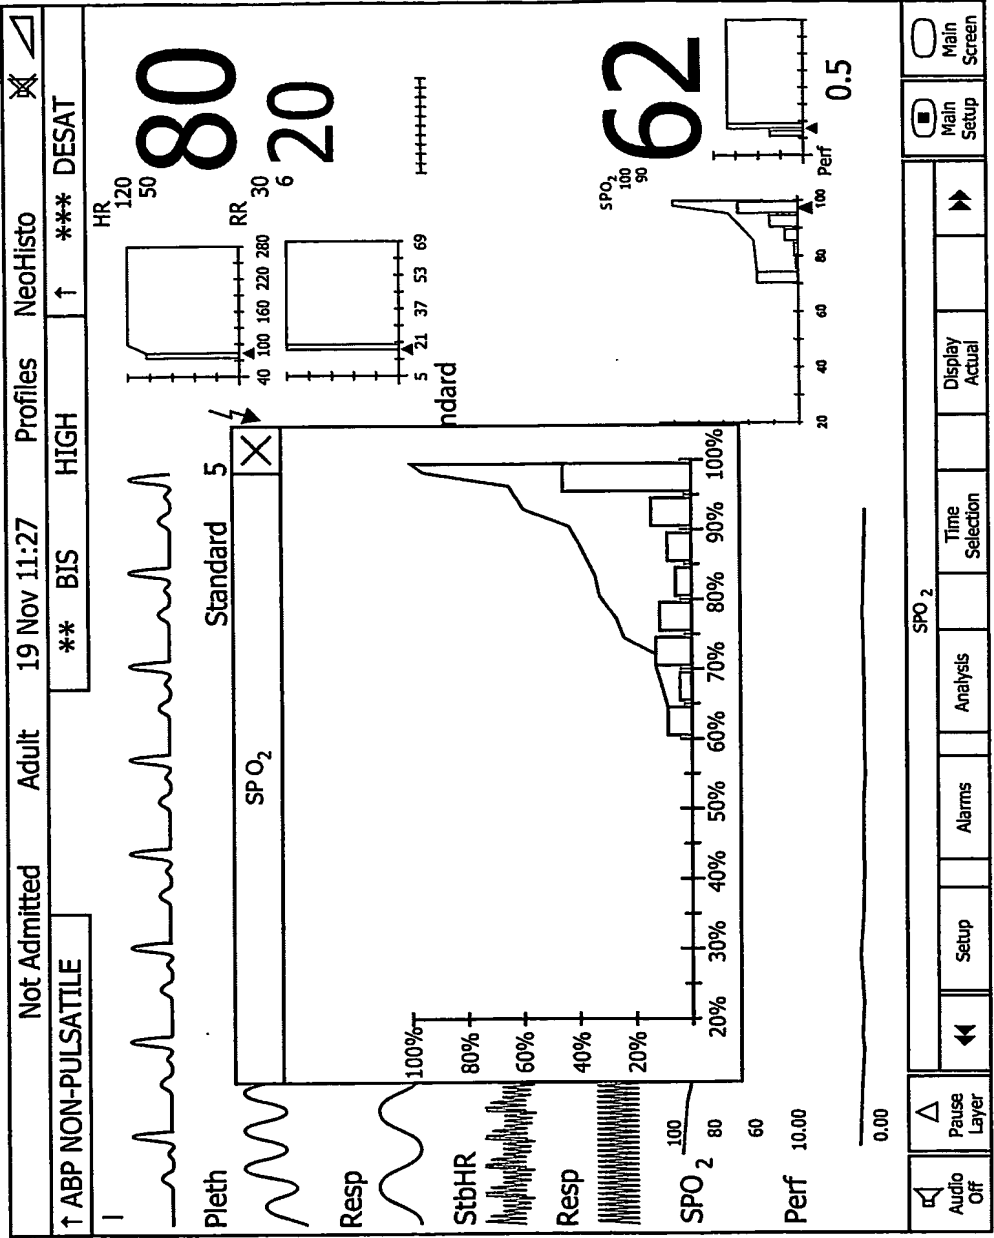 Not Admitted Adult 19 Nov 11:27 Profiles NeoHisto
↑ ABP NON-PULSATILE ** BIS HIGH ↑ *** DESAT
I
Standard 5
HR
120
50
80
40 100 160 220 280
Pleth
RR
30
6
20
5 21 37 53 69
Resp
ndard
StbHR
Resp
SPO2
100%
80%
60%
40%
20%
20% 30% 40% 50% 60% 70% 80% 90% 100%
SPO2
100
80
60
SPO2
100
90
62
20 40 60 80 100
Perf
10.00
0.00
Perf
0.5
SPO2
Audio Off
Pause Layer
Setup
Alarms
Analysis
Time Selection
Display Actual
Main Setup
Main Screen